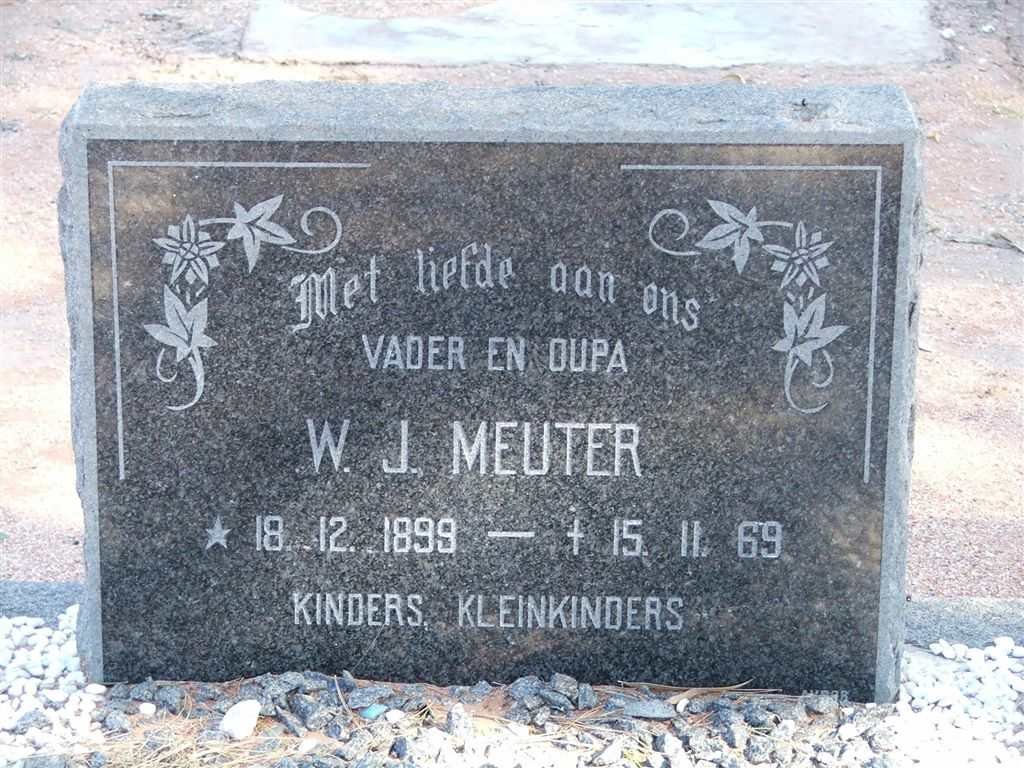 Met liefde aan ons
VADER EN OUPA
W. J. MEUTER
★ 18. 12. 1899 — † 15. 11. 69
KINDERS, KLEINKINDERS